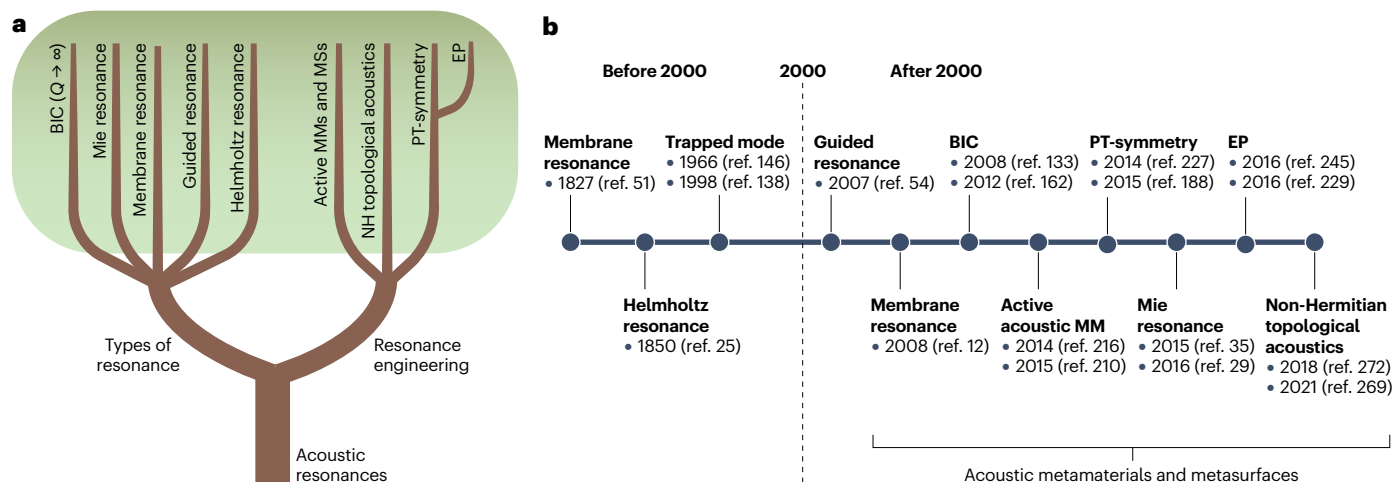 a
BIC (Q → ∞)
Mie resonance
Membrane resonance
Guided resonance
Helmholtz resonance
Active MMs and MSs
NH topological acoustics
PT-symmetry
EP
Types of
resonance
Resonance
engineering
Acoustic
resonances
b
Before 2000
2000
After 2000
Membrane
resonance
• 1827 (ref. 51)
Trapped mode
• 1966 (ref. 146)
• 1998 (ref. 138)
Guided
resonance
• 2007 (ref. 54)
BIC
• 2008 (ref. 133)
• 2012 (ref. 162)
PT-symmetry
• 2014 (ref. 227)
• 2015 (ref. 188)
EP
• 2016 (ref. 245)
• 2016 (ref. 229)
Helmholtz
resonance
• 1850 (ref. 25)
Membrane
resonance
• 2008 (ref. 12)
Active
acoustic MM
• 2014 (ref. 216)
• 2015 (ref. 210)
Mie
resonance
• 2015 (ref. 35)
• 2016 (ref. 29)
Non-Hermitian
topological
acoustics
• 2018 (ref. 272)
• 2021 (ref. 269)
Acoustic metamaterials and metasurfaces